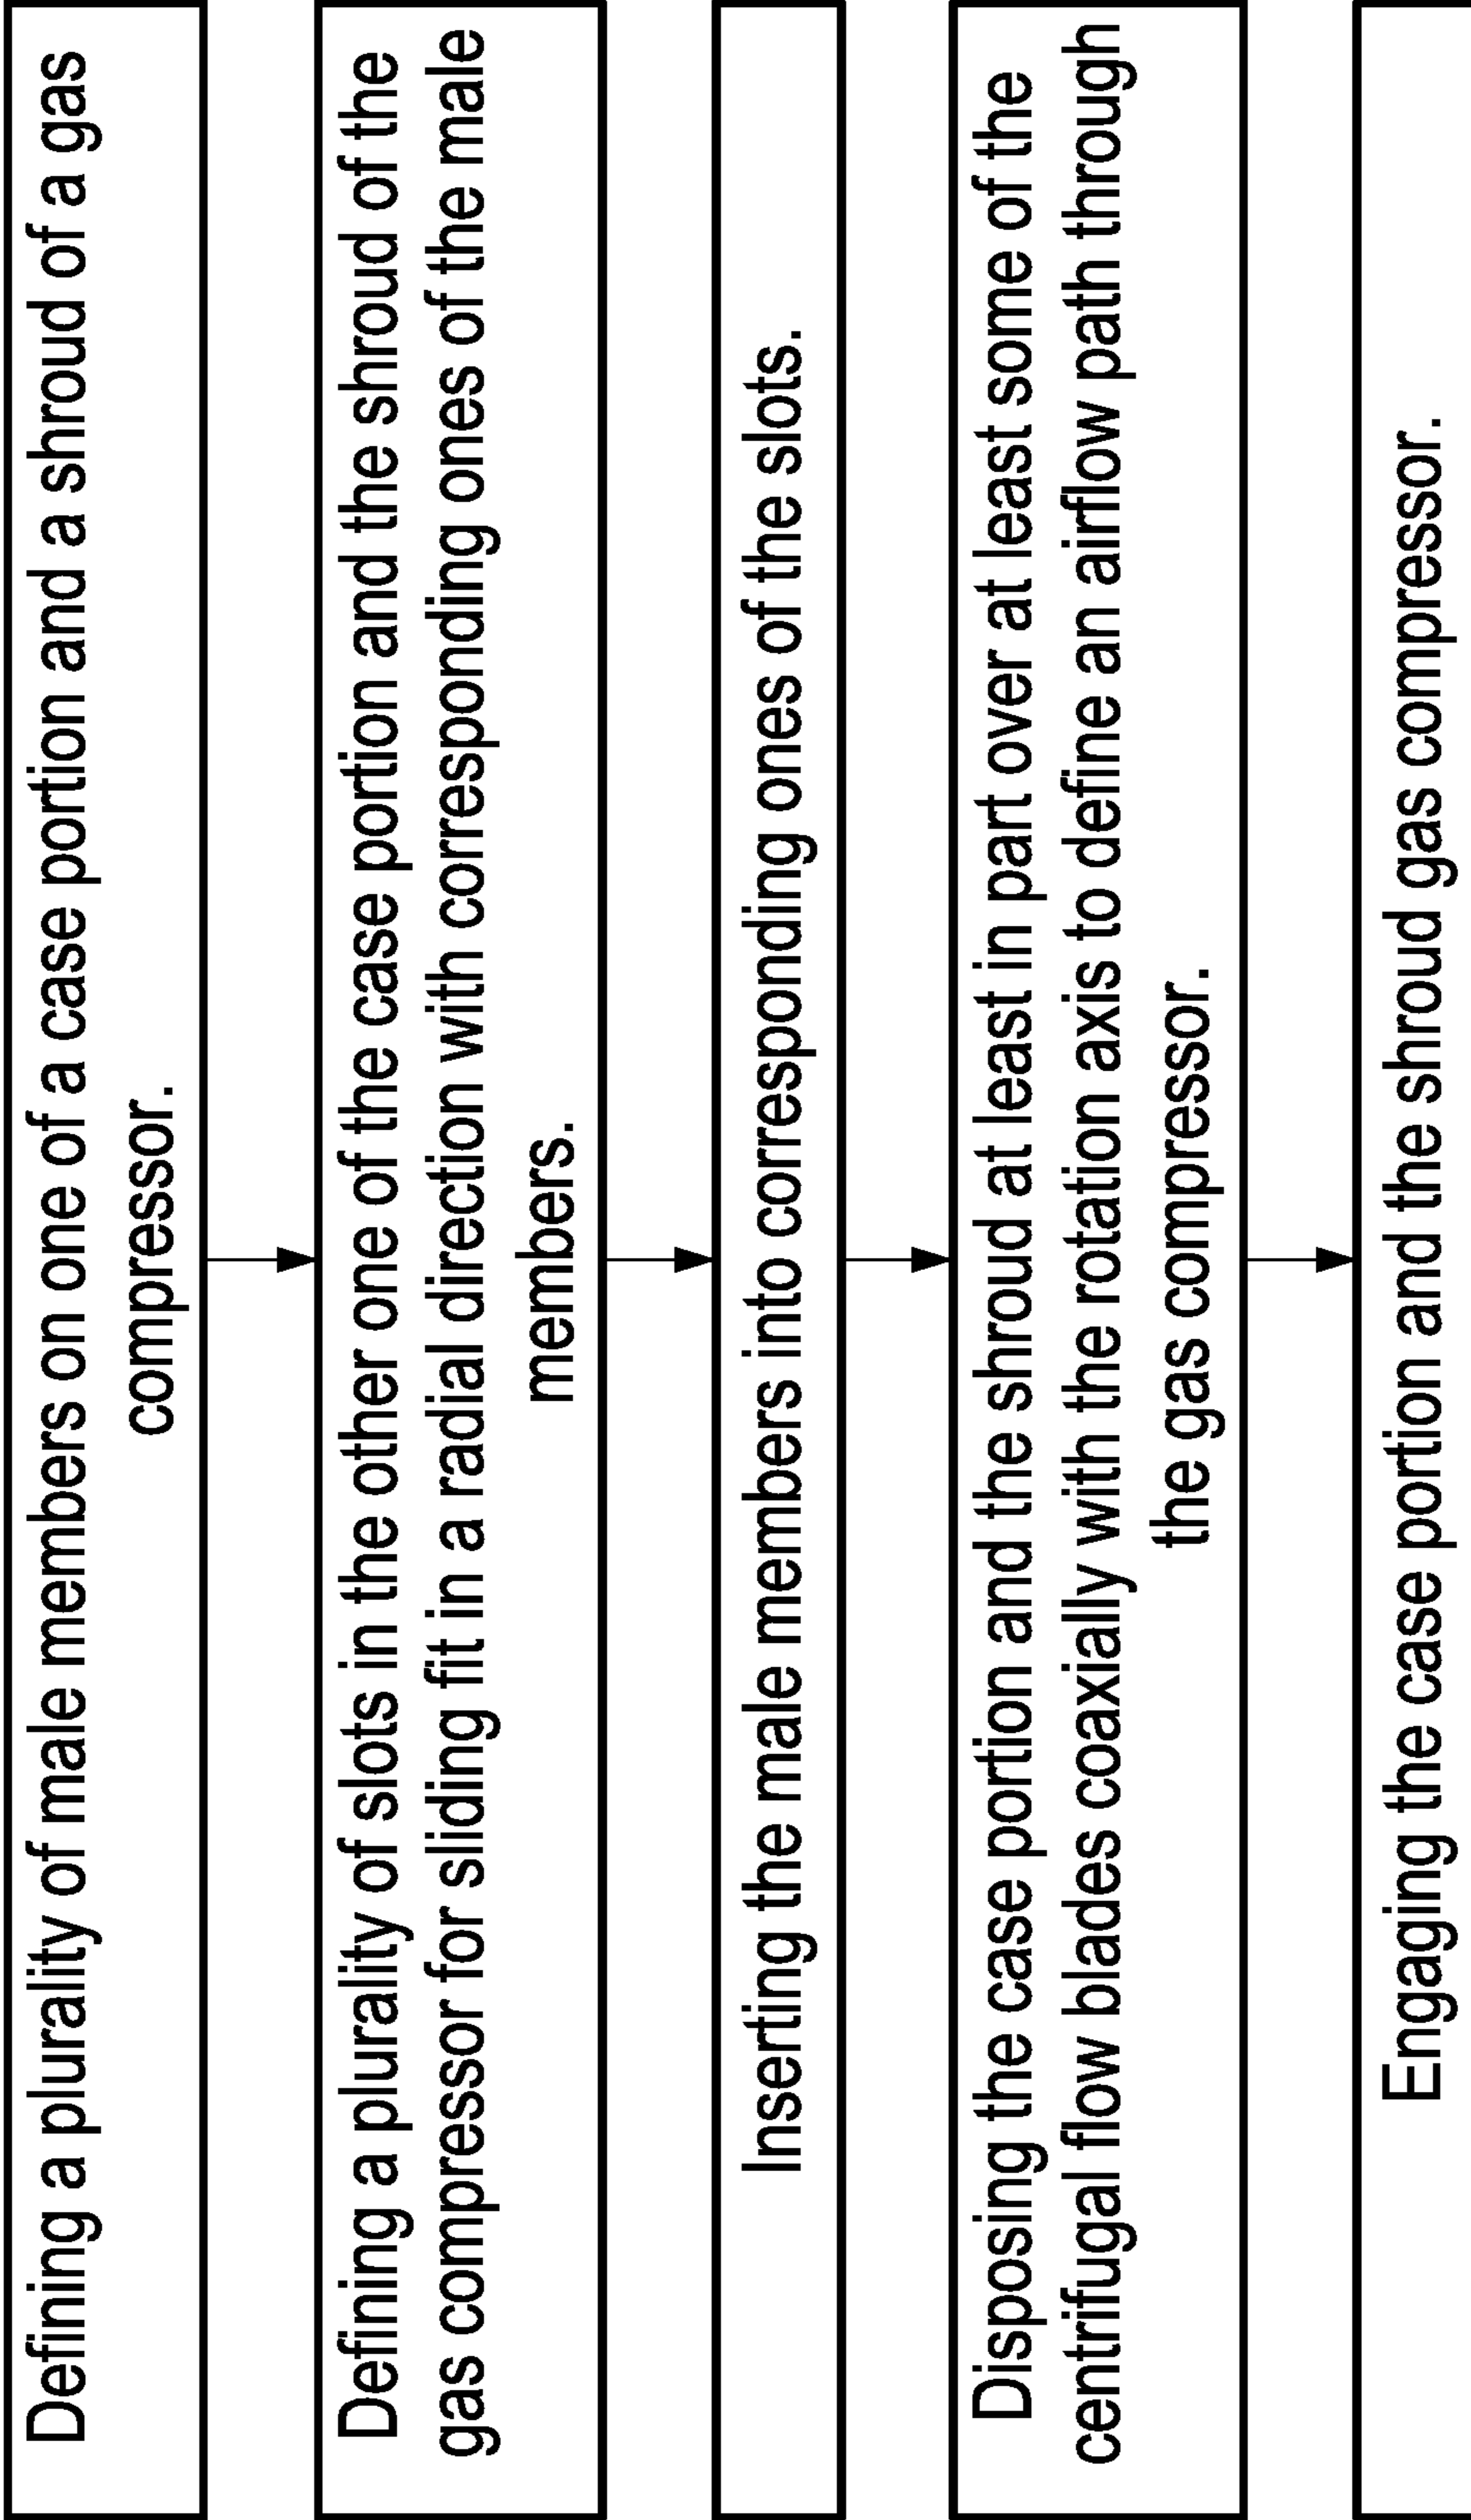 Defining a plurality of male members on one of a case portion and a shroud of a gas
compressor.
Defining a plurality of slots in the other one of the case portion and the shroud of the
gas compressor for sliding fit in a radial direction with corresponding ones of the male
members.
Inserting the male members into corresponding ones of the slots.
Disposing the case portion and the shroud at least in part over at least some of the
centrifugal flow blades coaxially with the rotation axis to define an airflow path through
the gas compressor.
Engaging the case portion and the shroud gas compressor.